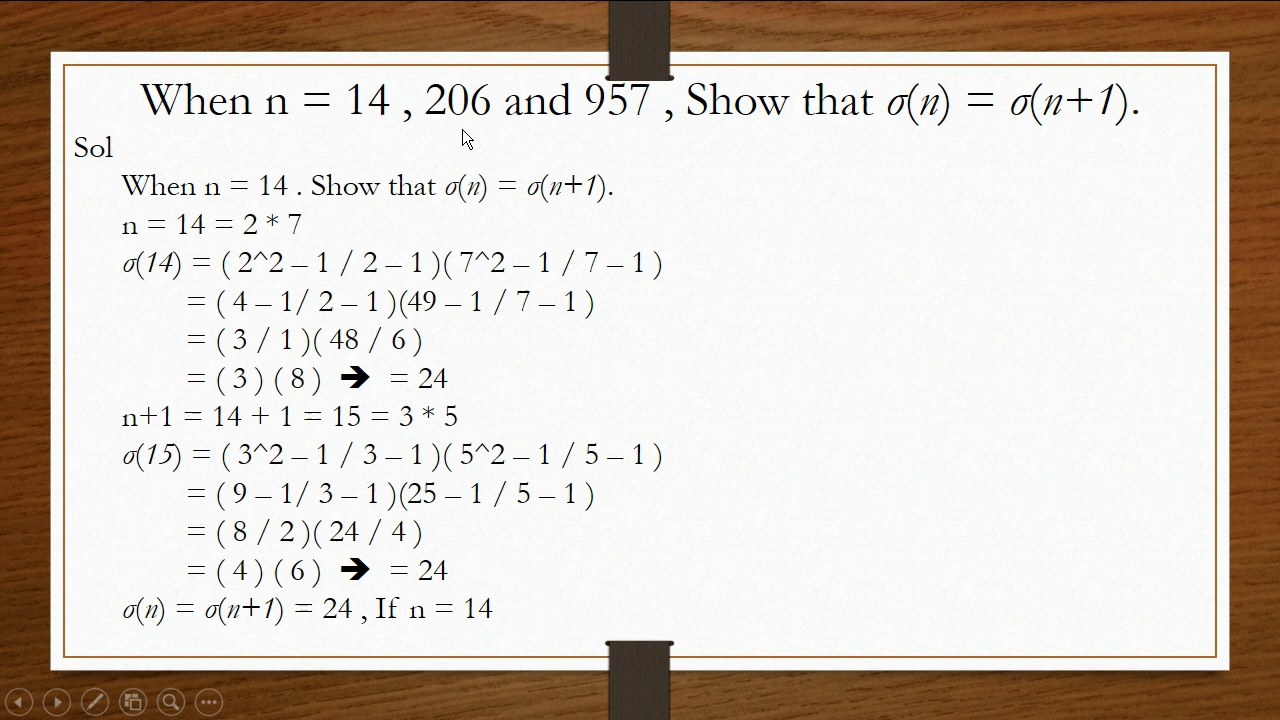 When n = 14 , 206 and 957 , Show that σ(n) = σ(n+1).
Sol
When n = 14 . Show that σ(n) = σ(n+1).
n = 14 = 2 * 7
σ(14) = ( 2^2 – 1 / 2 – 1 )( 7^2 – 1 / 7 – 1 )
= ( 4 – 1/ 2 – 1 )(49 – 1 / 7 – 1 )
= ( 3 / 1 )( 48 / 6 )
= ( 3 ) ( 8 ) ➔ = 24
n+1 = 14 + 1 = 15 = 3 * 5
σ(15) = ( 3^2 – 1 / 3 – 1 )( 5^2 – 1 / 5 – 1 )
= ( 9 – 1/ 3 – 1 )(25 – 1 / 5 – 1 )
= ( 8 / 2 )( 24 / 4 )
= ( 4 ) ( 6 ) ➔ = 24
σ(n) = σ(n+1) = 24 , If n = 14